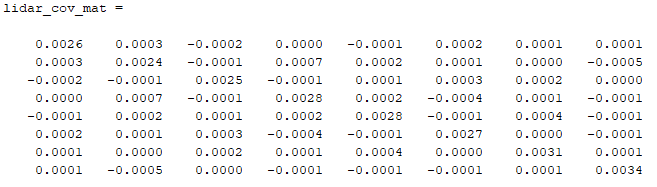 lidar_cov_mat =
0.0026 0.0003 -0.0002 0.0000 -0.0001 0.0002 0.0001 0.0001
0.0003 0.0024 -0.0001 0.0007 0.0002 0.0001 0.0000 -0.0005
-0.0002 -0.0001 0.0025 -0.0001 0.0001 0.0003 0.0002 0.0000
0.0000 0.0007 -0.0001 0.0028 0.0002 -0.0004 0.0001 -0.0001
-0.0001 0.0002 0.0001 0.0002 0.0028 -0.0001 0.0004 -0.0001
0.0002 0.0001 0.0003 -0.0004 -0.0001 0.0027 0.0000 -0.0001
0.0001 0.0000 0.0002 0.0001 0.0004 0.0000 0.0031 0.0001
0.0001 -0.0005 0.0000 -0.0001 -0.0001 -0.0001 0.0001 0.0034